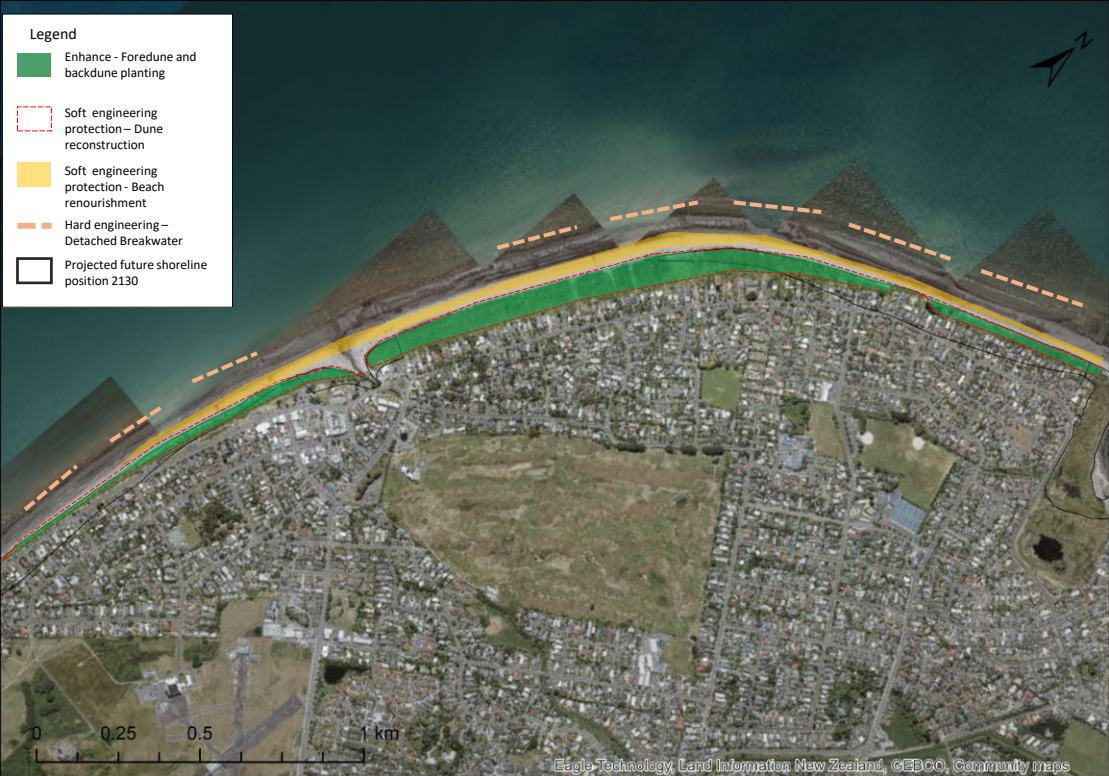 Legend
Enhance - Foredune and
backdune planting
Soft engineering
protection – Dune
reconstruction
Soft engineering
protection - Beach
renourishment
Hard engineering –
Detached Breakwater
Projected future shoreline
position 2130
N
0 0.25 0.5 1 km
Eagle Technology, Land Information New Zealand, GEBCO, Community maps